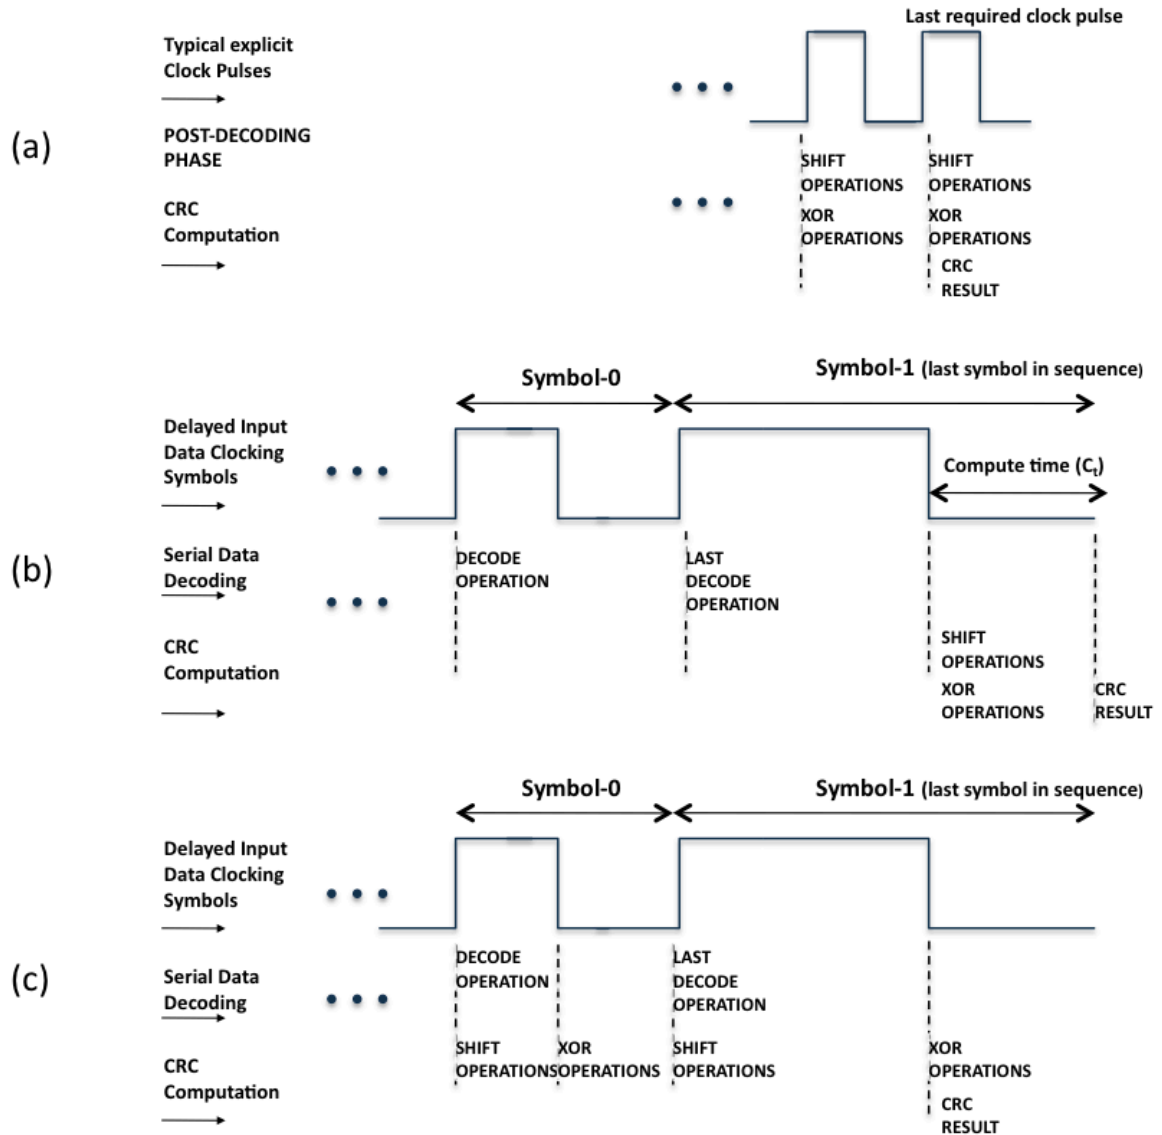 (a)
Last required clock pulse
Typical explicit
Clock Pulses
POST-DECODING
PHASE
CRC
Computation
SHIFT
OPERATIONS
XOR
OPERATIONS
SHIFT
OPERATIONS
XOR
OPERATIONS
CRC
RESULT
(b)
Symbol-0
Symbol-1 (last symbol in sequence)
Delayed Input
Data Clocking
Symbols
Compute time (Ct)
Serial Data
Decoding
DECODE
OPERATION
LAST
DECODE
OPERATION
CRC
Computation
SHIFT
OPERATIONS
XOR
OPERATIONS
CRC
RESULT
(c)
Symbol-0
Symbol-1 (last symbol in sequence)
Delayed Input
Data Clocking
Symbols
Serial Data
Decoding
DECODE
OPERATION
LAST
DECODE
OPERATION
CRC
Computation
SHIFT
OPERATIONS
XOR
OPERATIONS
SHIFT
OPERATIONS
XOR
OPERATIONS
CRC
RESULT